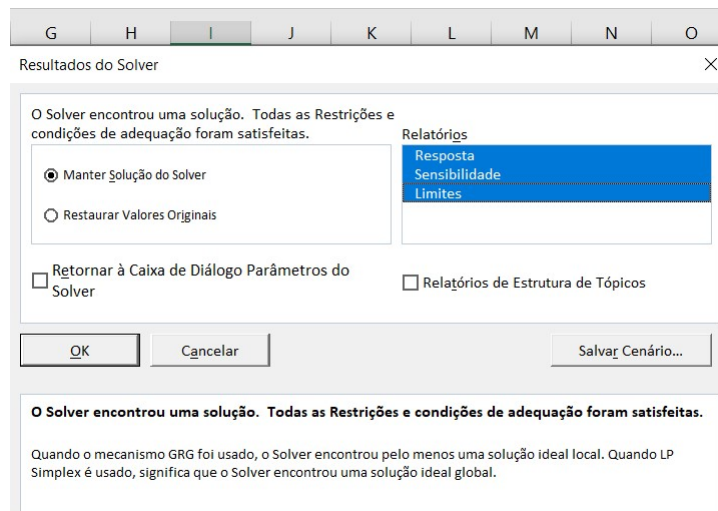 G H I J K L M N O
Resultados do Solver
O Solver encontrou uma solução. Todas as Restrições e
condições de adequação foram satisfeitas.
Relatórios
Resposta
Sensibilidade
Limites
Manter Solução do Solver
Restaurar Valores Originais
Retornar à Caixa de Diálogo Parâmetros do
Solver
Relatórios de Estrutura de Tópicos
OK
Cancelar
Salvar Cenário...
O Solver encontrou uma solução. Todas as Restrições e condições de adequação foram satisfeitas.
Quando o mecanismo GRG foi usado, o Solver encontrou pelo menos uma solução ideal local. Quando LP
Simplex é usado, significa que o Solver encontrou uma solução ideal global.